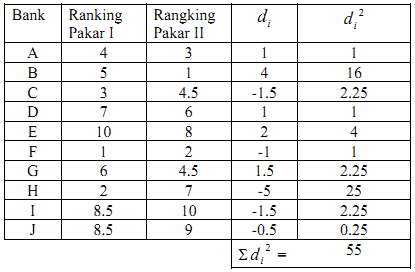 Bank Ranking Pakar I Rangking Pakar II d_i d_i^2
A 4 3 1 1
B 5 1 4 16
C 3 4.5 -1.5 2.25
D 7 6 1 1
E 10 8 2 4
F 1 2 -1 1
G 6 4.5 1.5 2.25
H 2 7 -5 25
I 8.5 10 -1.5 2.25
J 8.5 9 -0.5 0.25
Σ d_i^2 = 55